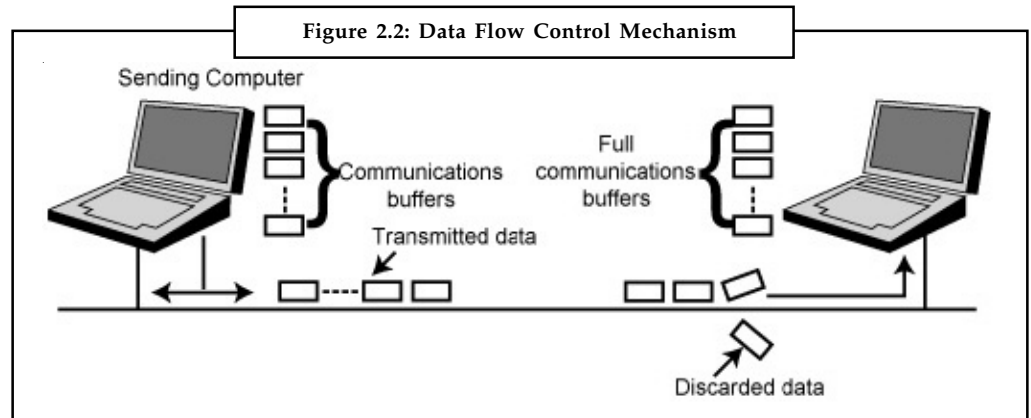 Figure 2.2: Data Flow Control Mechanism
Sending Computer
Communications
buffers
Full
communications
buffers
Transmitted data
Discarded data